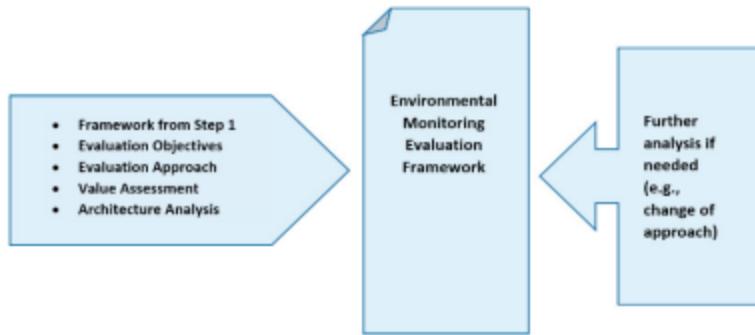 • Framework from Step 1
• Evaluation Objectives
• Evaluation Approach
• Value Assessment
• Architecture Analysis
Environmental
Monitoring
Evaluation
Framework
Further
analysis if
needed
(e.g.,
change of
approach)